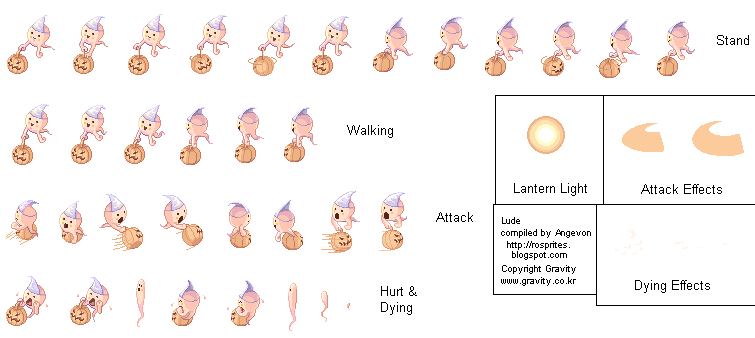 Stand
Walking
Lantern Light
Attack Effects
Attack
Lude
compiled by Angevon
http://rosprites.
blogspot.com
Copyright Gravity
www.gravity.co.kr
Dying Effects
Hurt &
Dying